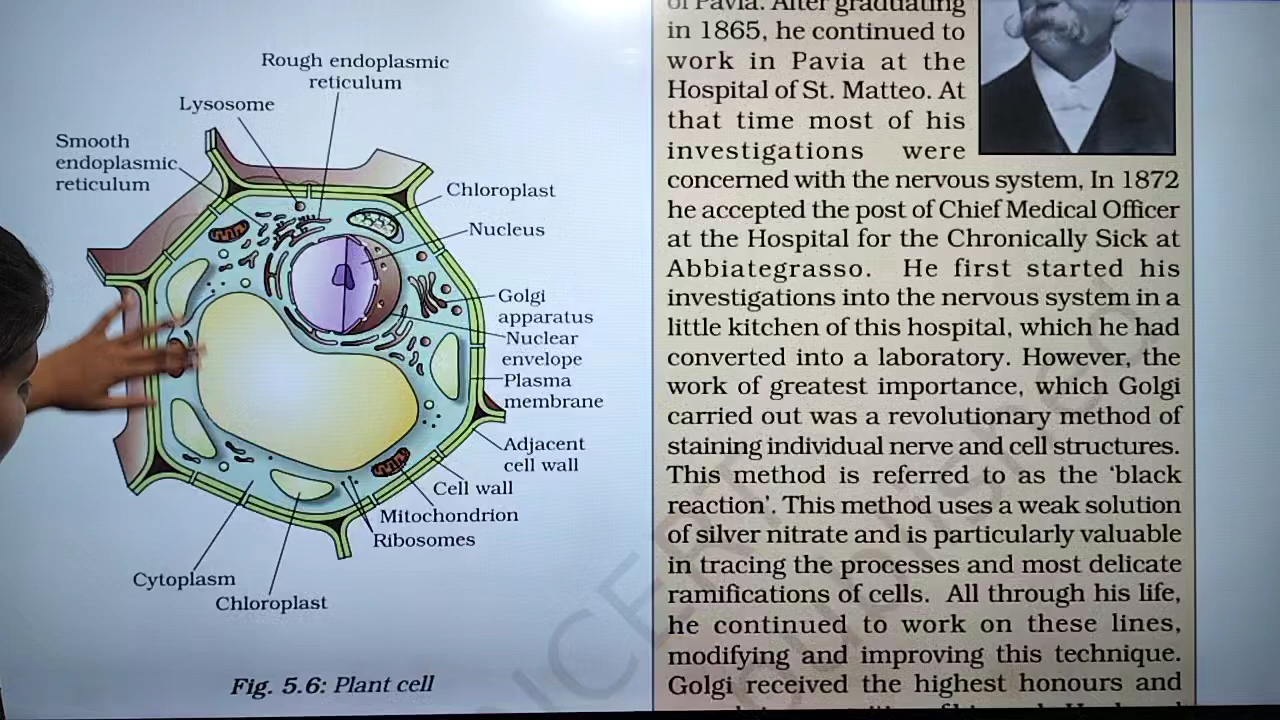 Rough endoplasmic
reticulum
Lysosome
Smooth
endoplasmic
reticulum
Chloroplast
Nucleus
Golgi
apparatus
Nuclear
envelope
Plasma
membrane
Adjacent
cell wall
Cell wall
Mitochondrion
Ribosomes
Cytoplasm
Chloroplast
Fig. 5.6: Plant cell
of Pavia. After graduating
in 1865, he continued to
work in Pavia at the
Hospital of St. Matteo. At
that time most of his
investigations were
concerned with the nervous system, In 1872
he accepted the post of Chief Medical Officer
at the Hospital for the Chronically Sick at
Abbiategrasso. He first started his
investigations into the nervous system in a
little kitchen of this hospital, which he had
converted into a laboratory. However, the
work of greatest importance, which Golgi
carried out was a revolutionary method of
staining individual nerve and cell structures.
This method is referred to as the ‘black
reaction’. This method uses a weak solution
of silver nitrate and is particularly valuable
in tracing the processes and most delicate
ramifications of cells. All through his life,
he continued to work on these lines,
modifying and improving this technique.
Golgi received the highest honours and